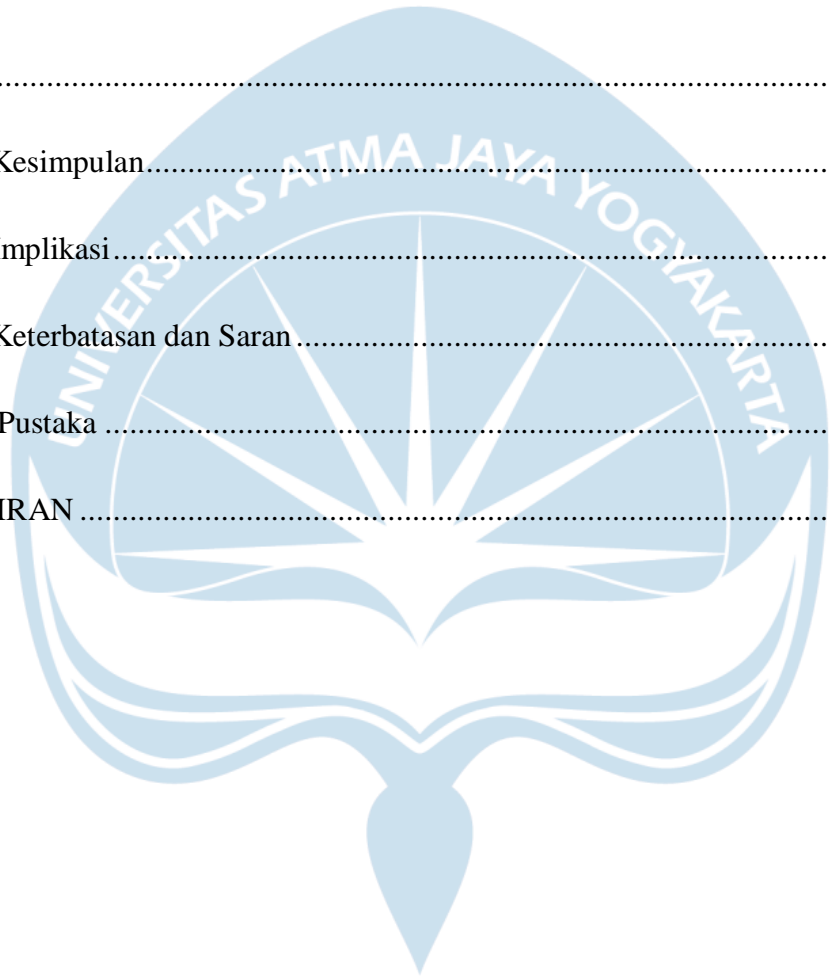 ..........................................................................................................
Kesimpulan...................................................................................
Implikasi.......................................................................................
Keterbatasan dan Saran.................................................................
Pustaka.........................................................................................
IRAN............................................................................................
UNIVERSITAS ATMA JAYA YOGYAKARTA